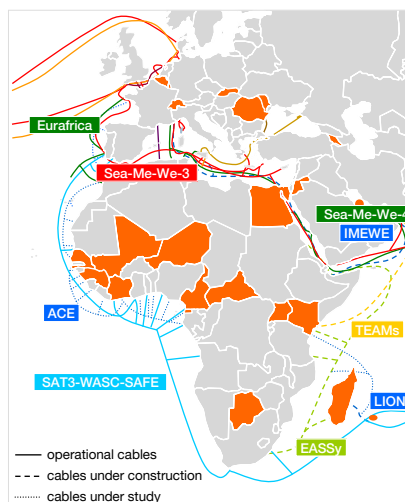 Eurafrica
Sea-Me-We-3
Sea-Me-We-4
IMEWE
ACE
TEAMs
SAT3-WASC-SAFE
LION
EASSy
operational cables
cables under construction
cables under study